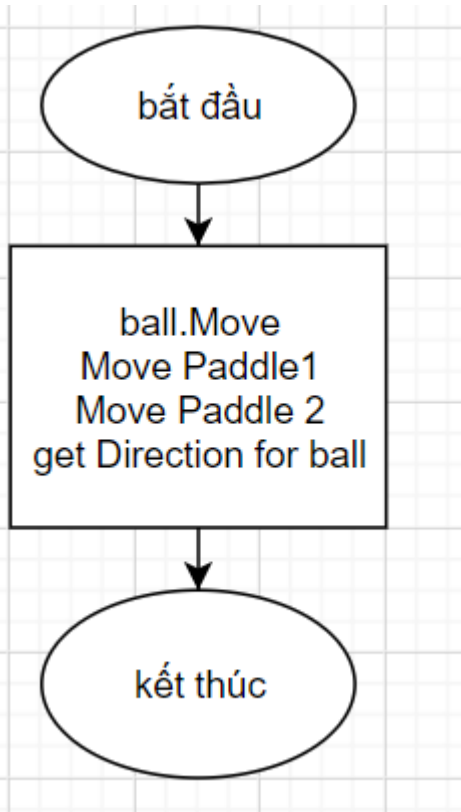 bắt đầu
ball.Move
Move Paddle1
Move Paddle 2
get Direction for ball
kết thúc